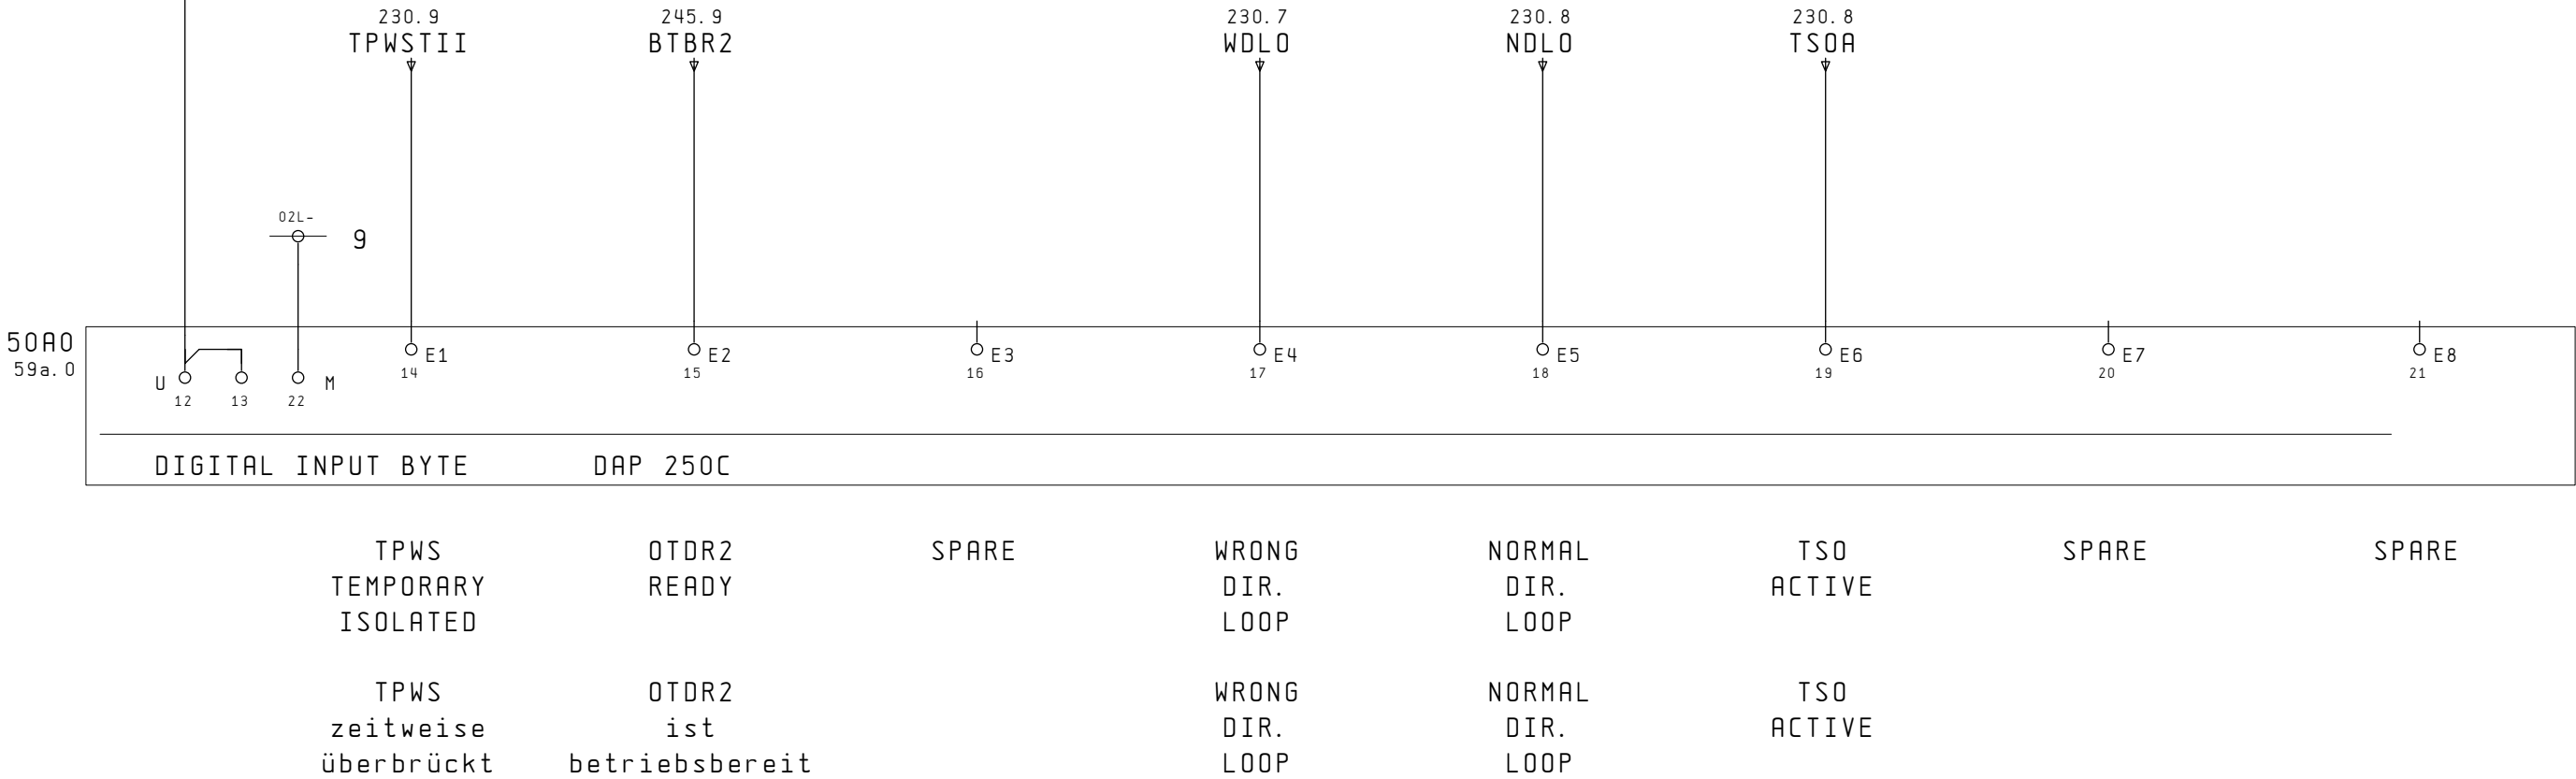 230.9 245.9 230.7 230.8 230.8
TPWSTII BTBR2 WDLO NDLO TSOA
02L-
9
50A0
59a.0
E1 E2 E3 E4 E5 E6 E7 E8
14 15 16 17 18 19 20 21
U M
12 13 22
DIGITAL INPUT BYTE DAP 250C
TPWS OTDR2 SPARE WRONG NORMAL TSO SPARE SPARE
TEMPORARY READY DIR. DIR. ACTIVE
ISOLATED LOOP LOOP
TPWS OTDR2 WRONG NORMAL TSO
zeitweise ist DIR. DIR. ACTIVE
überbrückt betriebsbereit LOOP LOOP